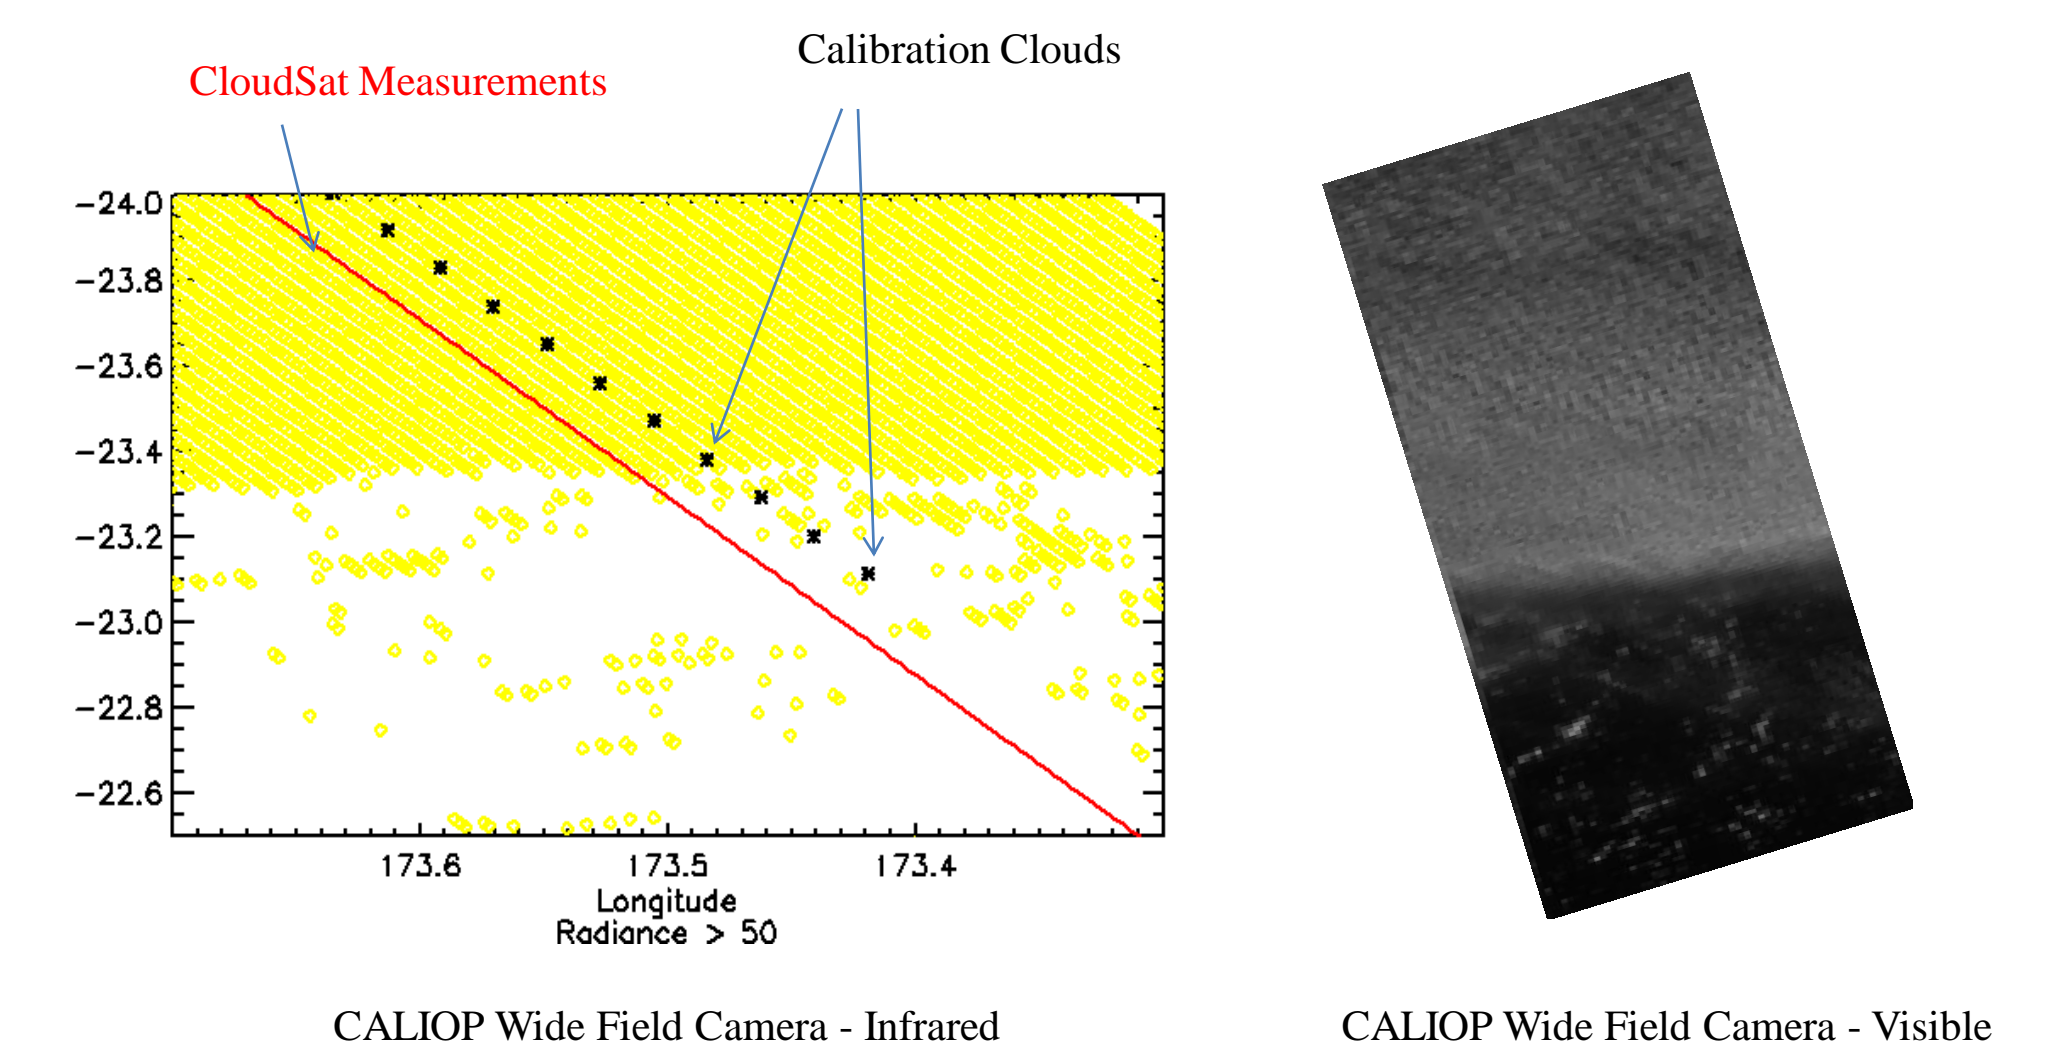 Calibration Clouds
CloudSat Measurements
-24.0
-23.8
-23.6
-23.4
-23.2
-23.0
-22.8
-22.6
173.6 173.5 173.4
Longitude
Radiance > 50
CALIOP Wide Field Camera - Infrared
CALIOP Wide Field Camera - Visible